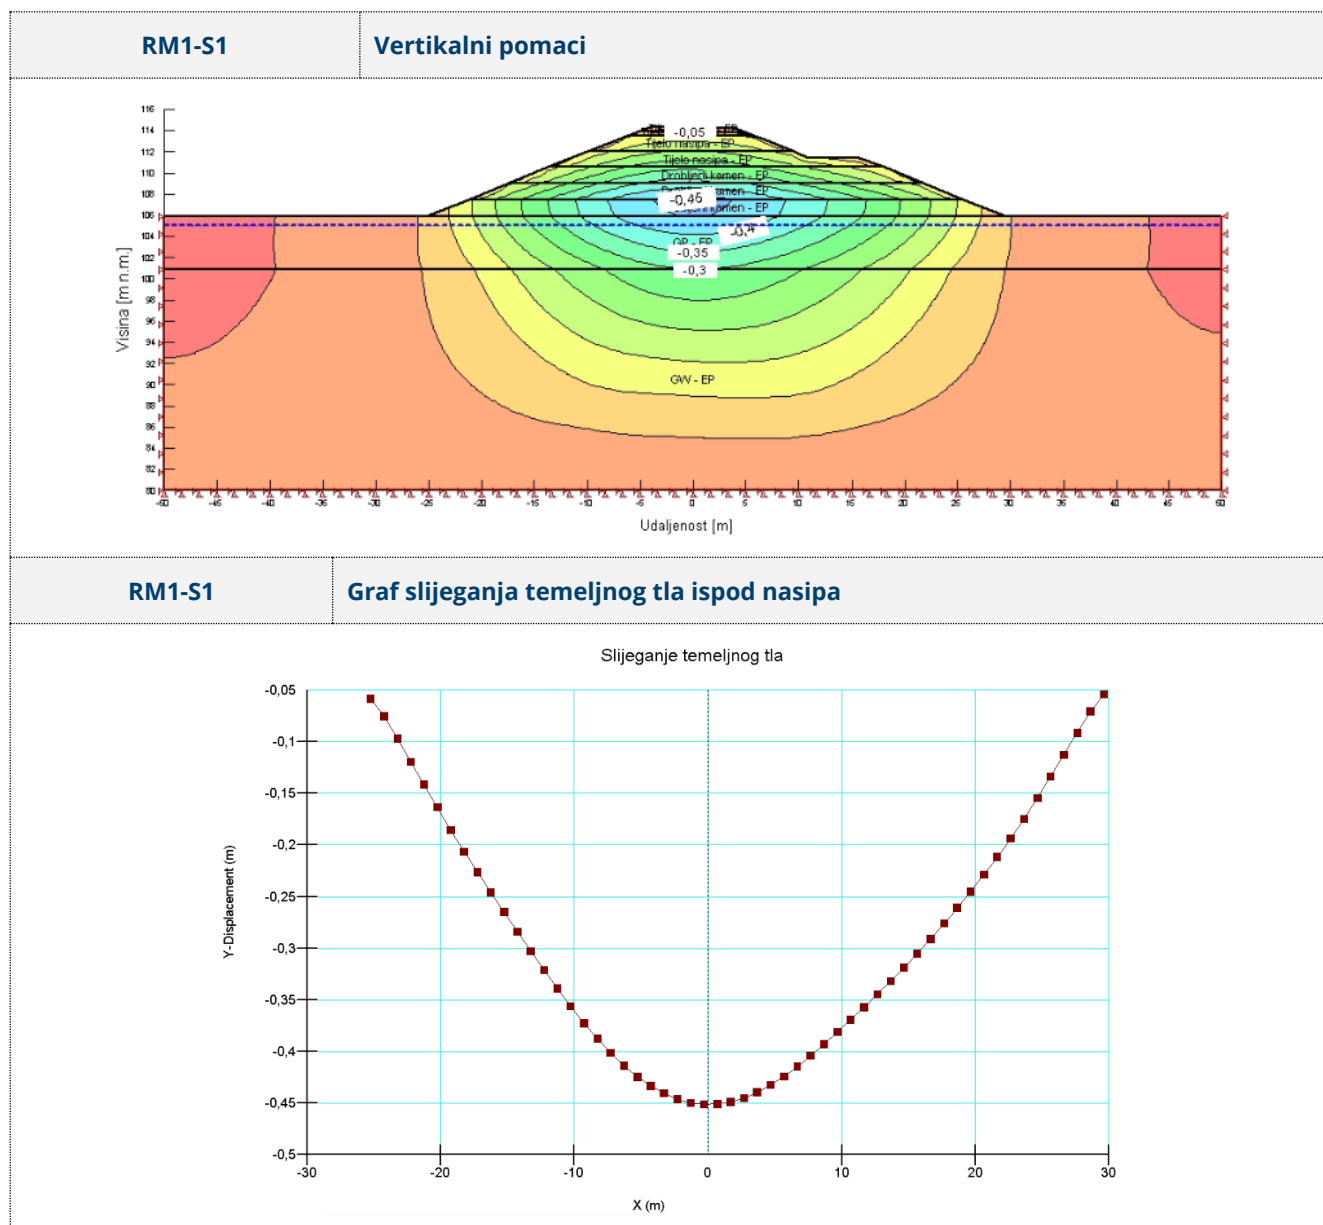 RM1-S1
Vertikalni pomaci
116
114
112
110
108
106
104
102
100
98
96
94
92
90
88
86
84
82
80
Visina [m n.m.]
-0,05
Tijelo nasipa - EP
Tijelo nasipa - EP
Drobljeni kamen - EP
kamen - EP
-0,45
kamen - EP
-0,4
GP - EP
-0,35
-0,3
GW - EP
-50 -45 -40 -35 -30 -25 -20 -15 -10 -5 0 5 10 15 20 25 30 35 40 45 50
Udaljenost [m]
RM1-S1
Graf slijeganja temeljnog tla ispod nasipa
Slijeganje temeljnog tla
-0,05
-0,1
-0,15
-0,2
-0,25
-0,3
-0,35
-0,4
-0,45
-0,5
Y-Displacement (m)
-30 -20 -10 0 10 20 30
X (m)